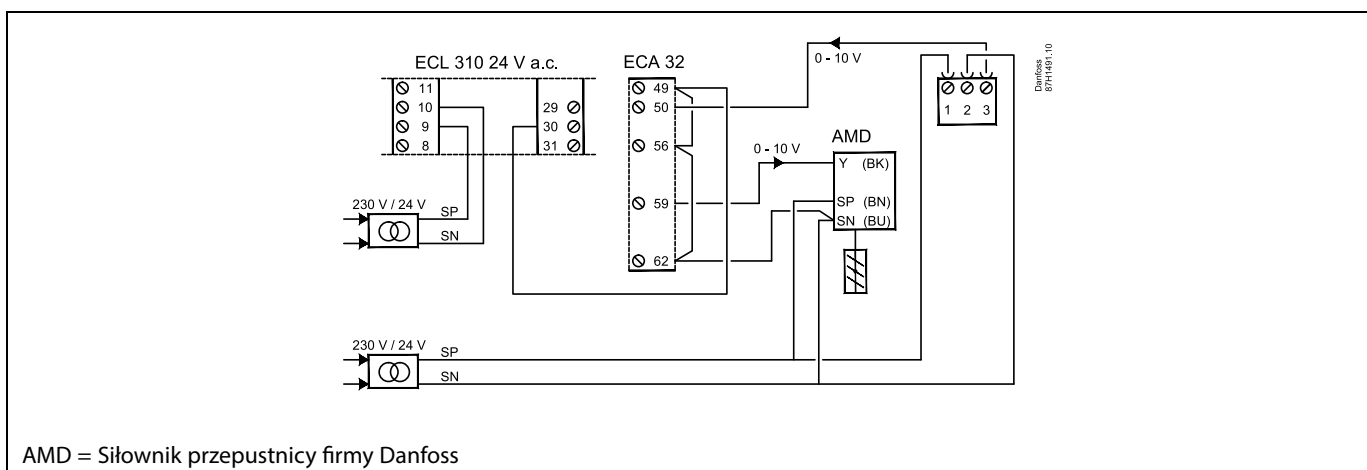 ECL 310 24 V a.c.
ECA 32
11
10
9
8
29
30
31
49
50
56
59
62
0 - 10 V
0 - 10 V
1 2 3
Danfoss
87H1491.10
AMD
Y (BK)
SP (BN)
SN (BU)
230 V / 24 V
SP
SN
230 V / 24 V
SP
SN
AMD = Siłownik przepustnicy firmy Danfoss